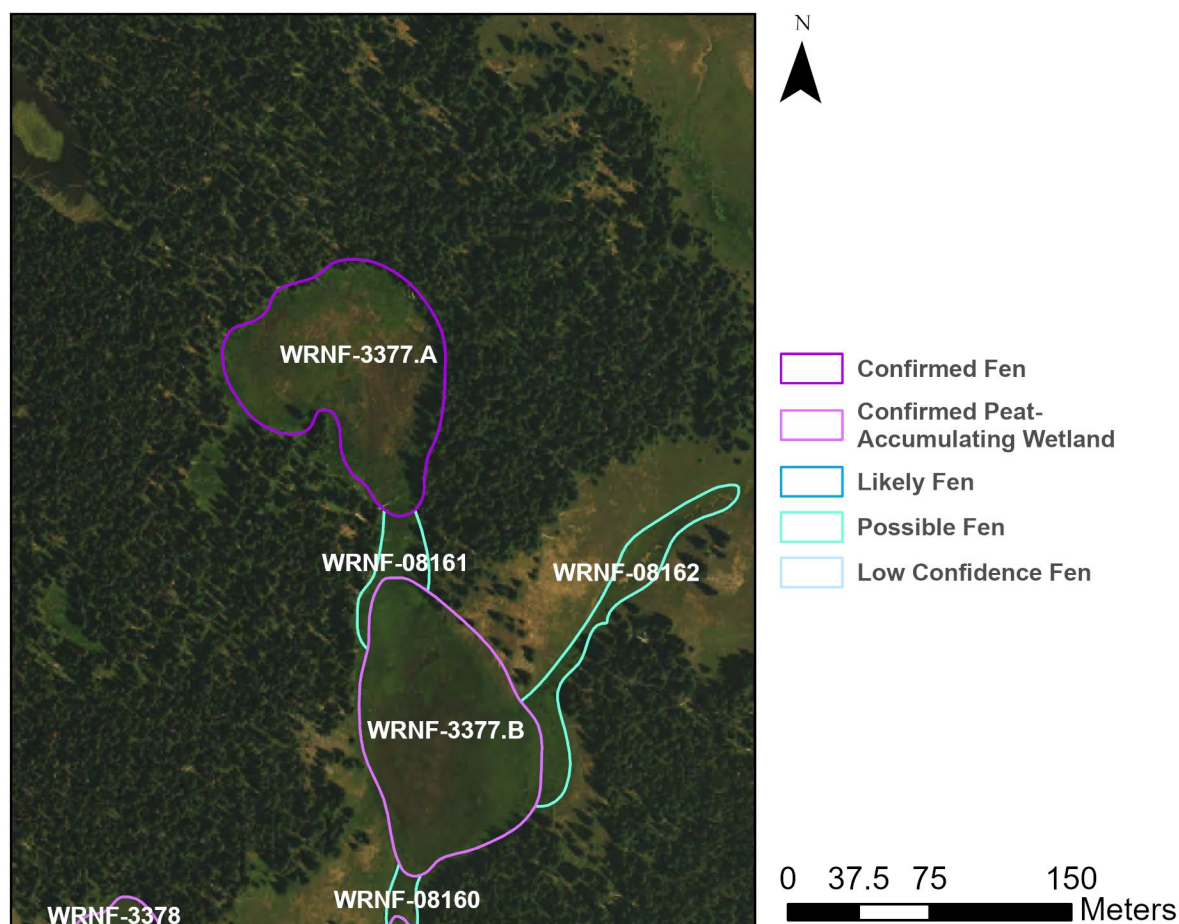 N
WRNF-3377.A
Confirmed Fen
Confirmed Peat-
Accumulating Wetland
Likely Fen
Possible Fen
WRNF-08161
WRNF-08162
Low Confidence Fen
WRNF-3377.B
0 37.5 75 150
Meters
WRNF-08160
WRNF-3378